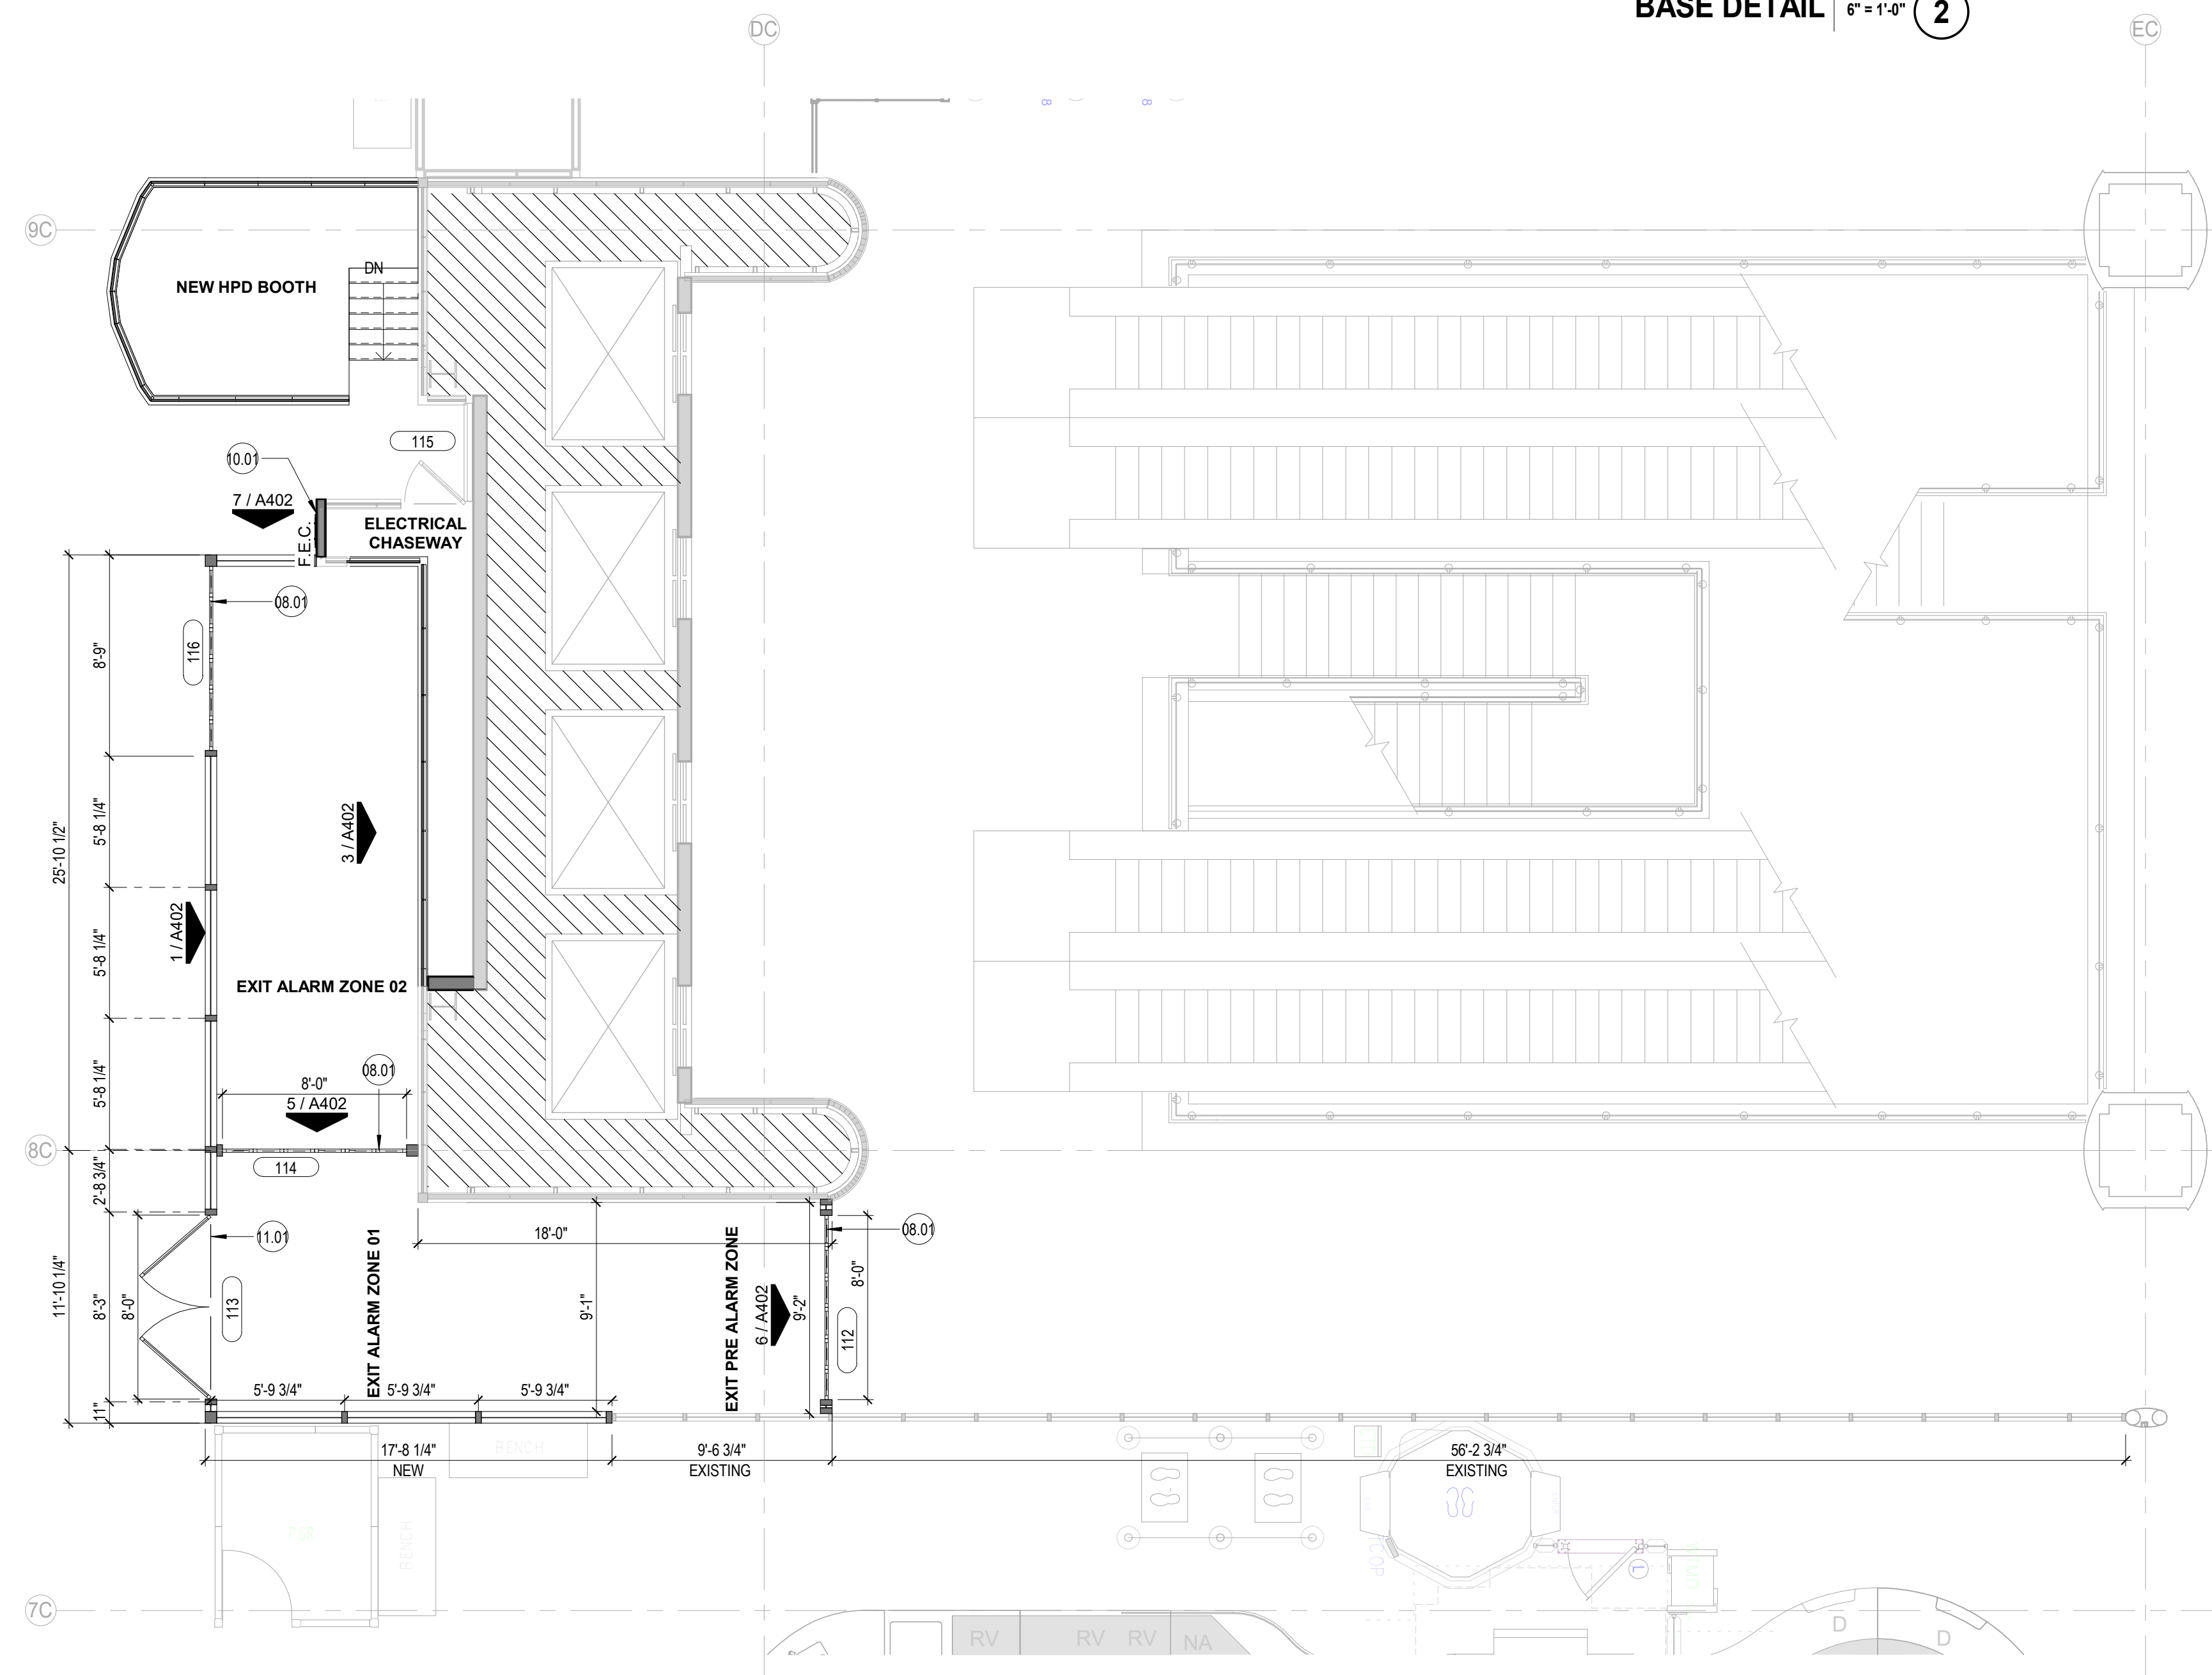 BASE DETAIL
6" = 1'-0"
2
DC
EC
8
8
9C
DN
NEW HPD BOOTH
115
10.01
7 / A402
F.E.C.
ELECTRICAL
CHASEWAY
08.01
116
8'-9"
25'-10 1/2"
5'-8 1/4"
3 / A402
1 / A402
5'-8 1/4"
EXIT ALARM ZONE 02
5'-8 1/4"
08.01
8'-0"
5 / A402
8C
114
2'-8 3/4"
11.01
18'-0"
08.01
EXIT ALARM ZONE 01
EXIT PRE ALARM ZONE
11'-10 1/4"
8'-3"
8'-0"
113
9'-1"
6 / A402
9'-2"
8'-0"
112
5'-9 3/4"
5'-9 3/4"
5'-9 3/4"
11"
17'-8 1/4"
NEW
9'-6 3/4"
EXISTING
56'-2 3/4"
EXISTING
BENCH
BENCH
PSR
L
7C
RV
RV
RV
NA
D
D